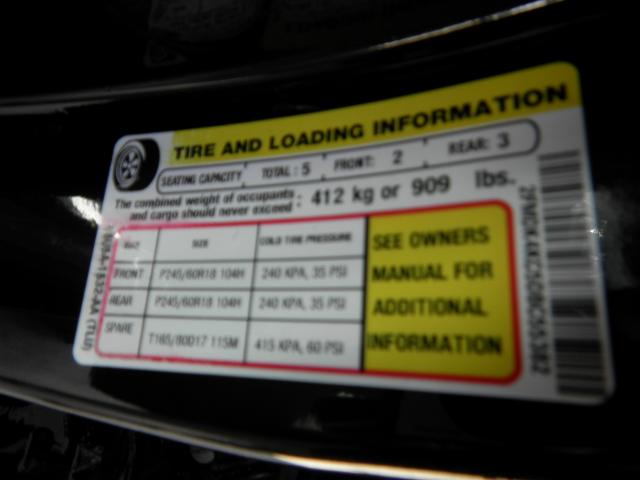 TIRE AND LOADING INFORMATION
SEATING CAPACITY TOTAL : 5 FRONT: 2 REAR: 3
The combined weight of occupants
and cargo should never exceed : 412 kg or 909 lbs.
SIZE COLD TIRE PRESSURE
FRONT P245/60R18 104H 240 KPA, 35 PSI
REAR P245/60R18 104H 240 KPA, 35 PSI
SPARE T165/80D17 115M 415 KPA, 60 PSI
SEE OWNERS
MANUAL FOR
ADDITIONAL
INFORMATION